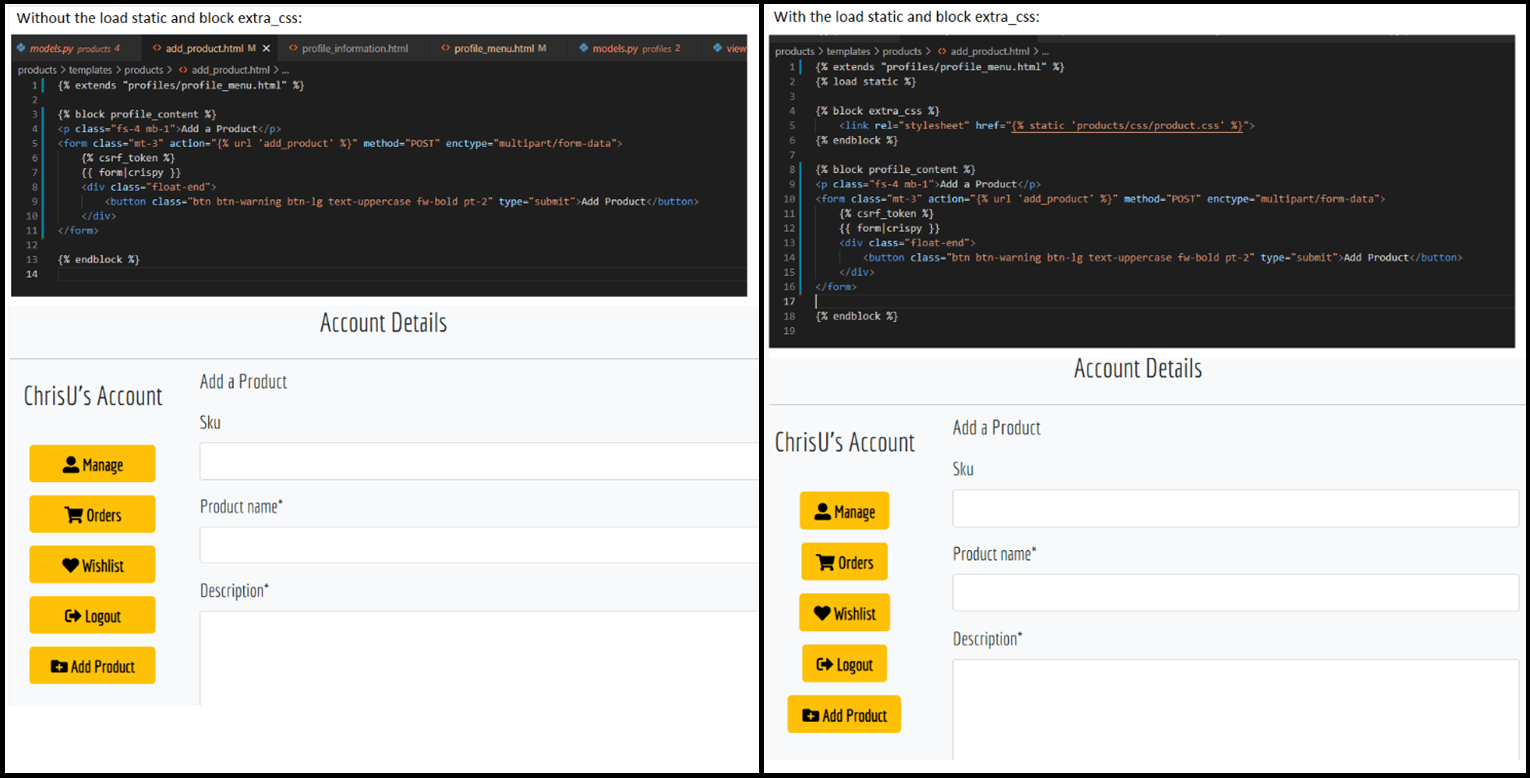 Without the load static and block extra_css:
models.py products 4
add_product.html M
profile_information.html
profile_menu.html M
models.py profiles 2
view
products > templates > products > add_product.html > ...
1 {% extends "profiles/profile_menu.html" %}
2
3 {% block profile_content %}
4 <p class="fs-4 mb-1">Add a Product</p>
5 <form class="mt-3" action="{% url 'add_product' %}" method="POST" enctype="multipart/form-data">
6 {% csrf_token %}
7 {{ form|crispy }}
8 <div class="float-end">
9 <button class="btn btn-warning btn-lg text-uppercase fw-bold pt-2" type="submit">Add Product</button>
10 </div>
11 </form>
12
13 {% endblock %}
14
Account Details
ChrisU's Account
Manage
Orders
Wishlist
Logout
Add Product
Add a Product
Sku
Product name*
Description*
With the load static and block extra_css:
products > templates > products > add_product.html > ...
1 {% extends "profiles/profile_menu.html" %}
2 {% load static %}
3
4 {% block extra_css %}
5 <link rel="stylesheet" href="{% static 'products/css/product.css' %}">
6 {% endblock %}
7
8 {% block profile_content %}
9 <p class="fs-4 mb-1">Add a Product</p>
10 <form class="mt-3" action="{% url 'add_product' %}" method="POST" enctype="multipart/form-data">
11 {% csrf_token %}
12 {{ form|crispy }}
13 <div class="float-end">
14 <button class="btn btn-warning btn-lg text-uppercase fw-bold pt-2" type="submit">Add Product</button>
15 </div>
16 </form>
17
18 {% endblock %}
19
Account Details
ChrisU's Account
Manage
Orders
Wishlist
Logout
Add Product
Add a Product
Sku
Product name*
Description*